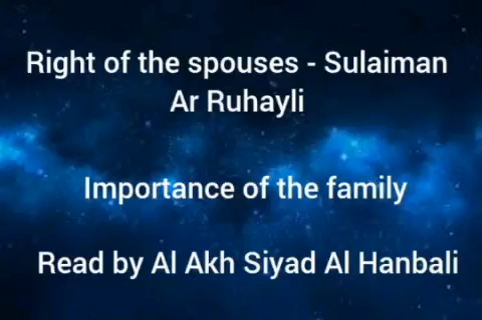 Right of the spouses - Sulaiman
Ar Ruhayli
Importance of the family
Read by Al Akh Siyad Al Hanbali